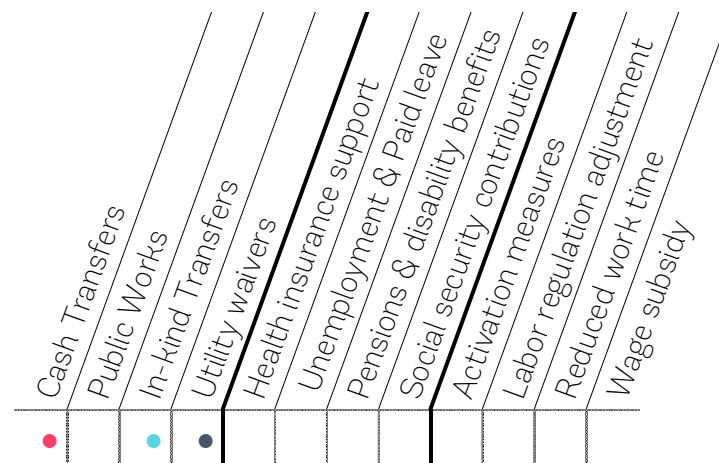 Cash Transfers
Public Works
In-kind Transfers
Utility waivers
Health insurance support
Unemployment & Paid leave
Pensions & disability benefits
Social security contributions
Activation measures
Labor regulation adjustment
Reduced work time
Wage subsidy